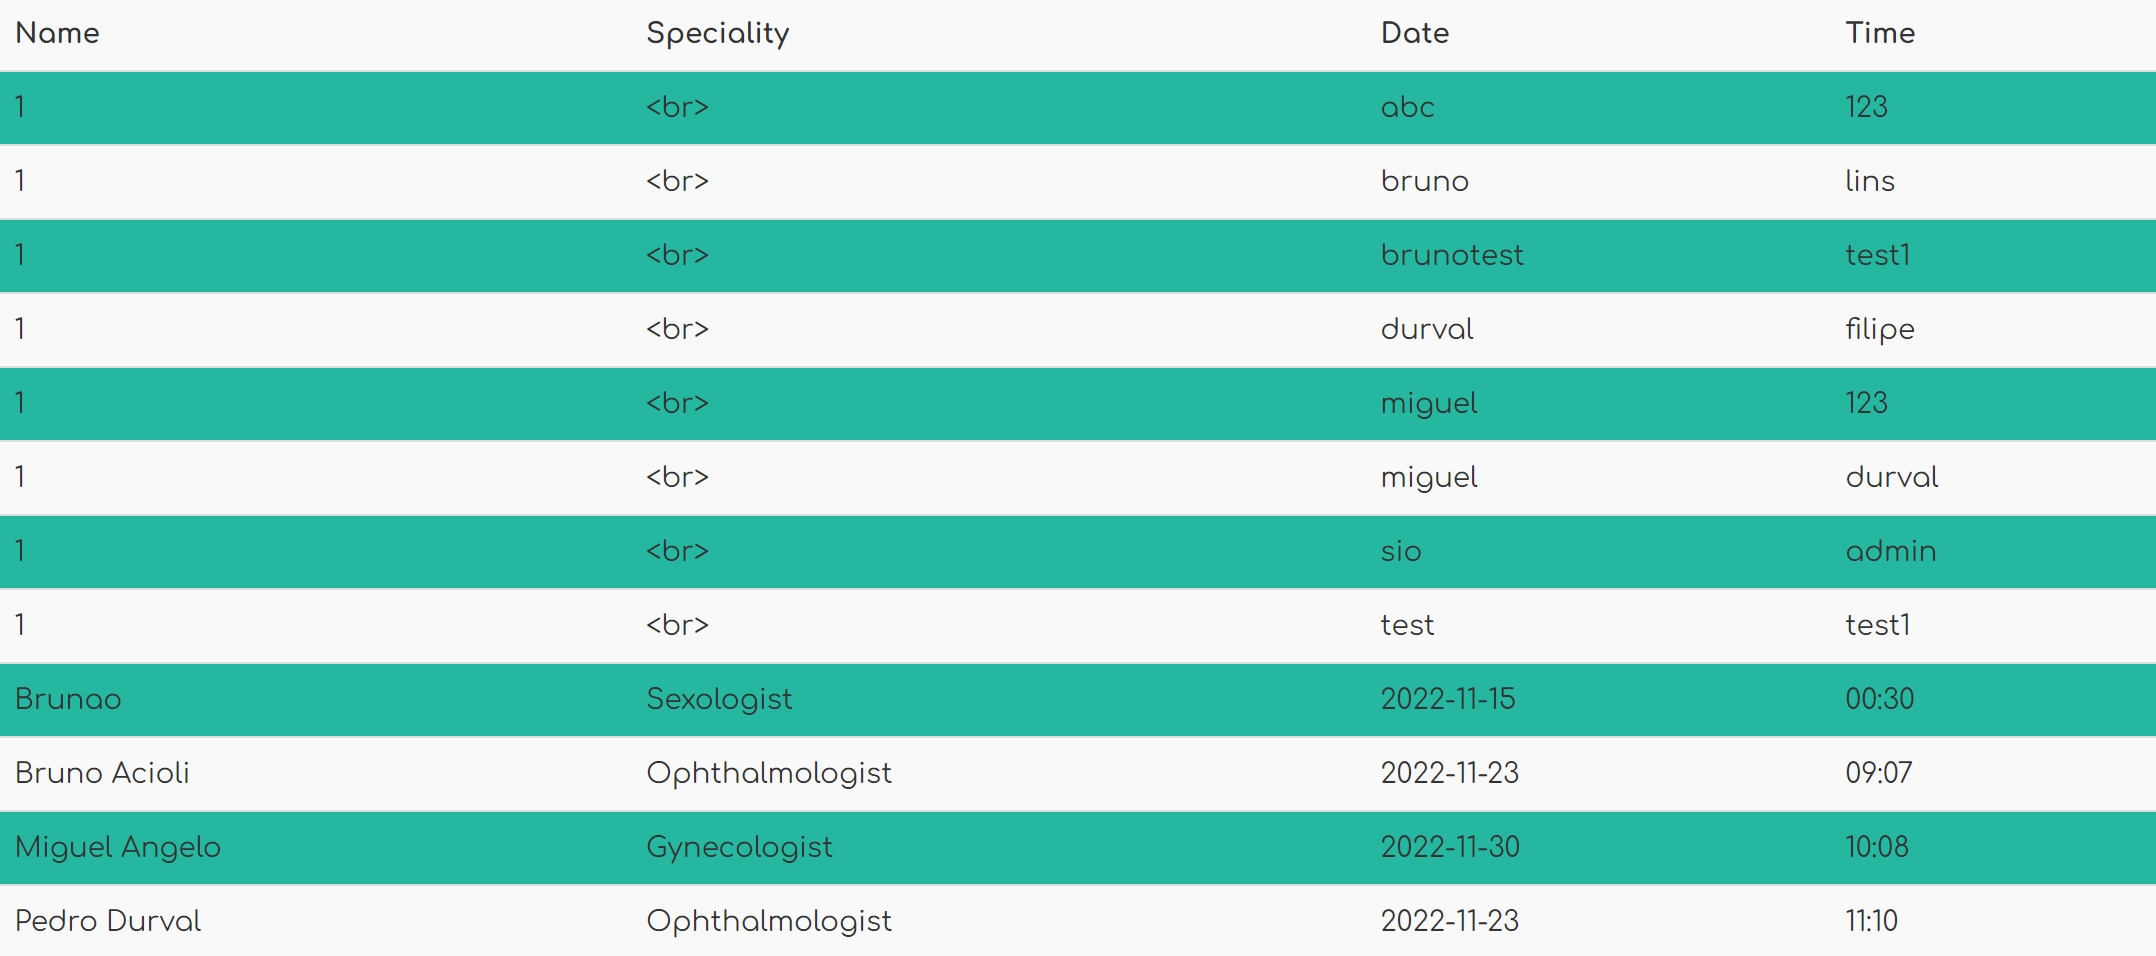 Name Speciality Date Time
1 <br> abc 123
1 <br> bruno lins
1 <br> brunotest test1
1 <br> durval filipe
1 <br> miguel 123
1 <br> miguel durval
1 <br> sio admin
1 <br> test test1
Brunao Sexologist 2022-11-15 00:30
Bruno Acioli Ophthalmologist 2022-11-23 09:07
Miguel Angelo Gynecologist 2022-11-30 10:08
Pedro Durval Ophthalmologist 2022-11-23 11:10